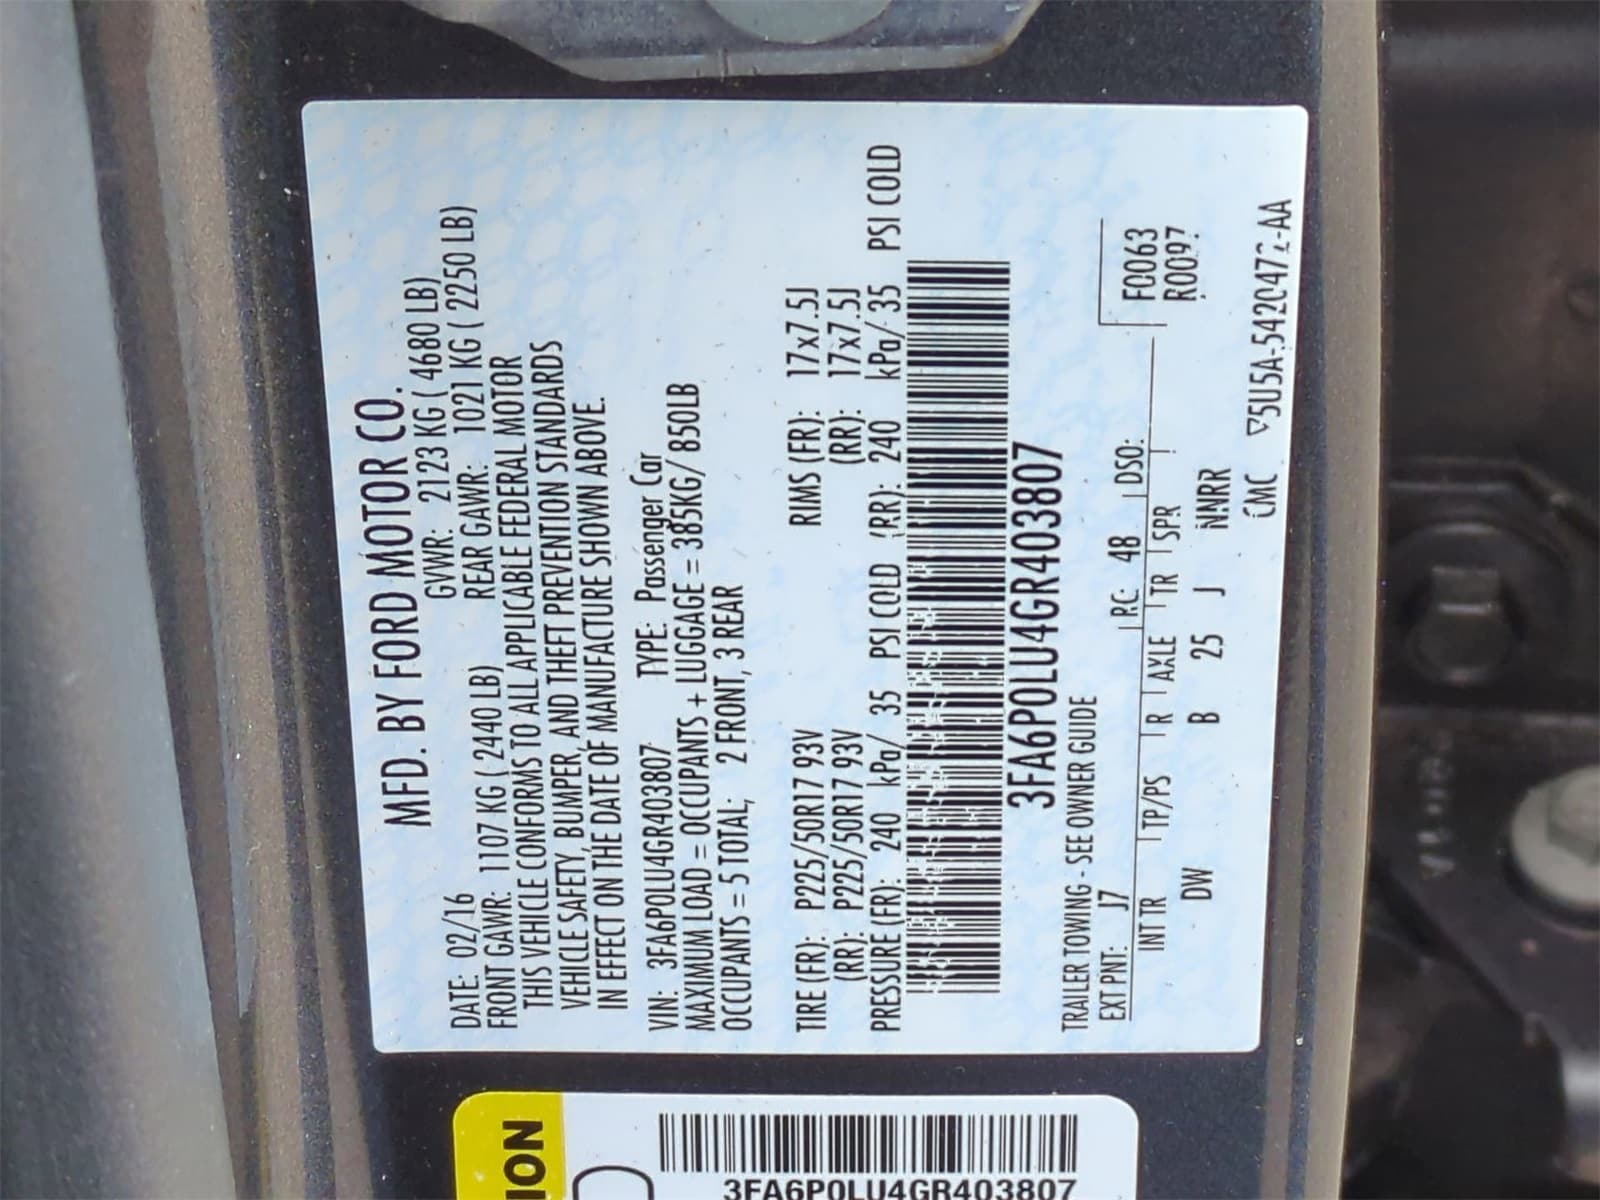 MFD. BY FORD MOTOR CO.
DATE: 02/16 GVWR: 2123 KG ( 4680 LB)
FRONT GAWR: 1107 KG ( 2440 LB) REAR GAWR: 1021 KG ( 2250 LB)
THIS VEHICLE CONFORMS TO ALL APPLICABLE FEDERAL MOTOR
VEHICLE SAFETY, BUMPER, AND THEFT PREVENTION STANDARDS
IN EFFECT ON THE DATE OF MANUFACTURE SHOWN ABOVE.
VIN: 3FA6P0LU4GR403807 TYPE: Passenger Car
MAXIMUM LOAD = OCCUPANTS + LUGGAGE = 385KG/ 850LB
OCCUPANTS = 5 TOTAL; 2 FRONT, 3 REAR
TIRE (FR): P225/50R17 93V RIMS (FR): 17x7.5J
(RR): P225/50R17 93V (RR): 17x7.5J
PRESSURE (FR): 240 kPa/ 35 PSI COLD (RR): 240 kPa/ 35 PSI COLD
3FA6P0LU4GR403807
TRAILER TOWING - SEE OWNER GUIDE
EXT PNT: J7 RC: 48 DSO:
F0063
R0097
INT TR TP/PS R AXLE TR SPR
DW B 25 J NNRR
CMC
ION
3FA6P0LU4GR403807